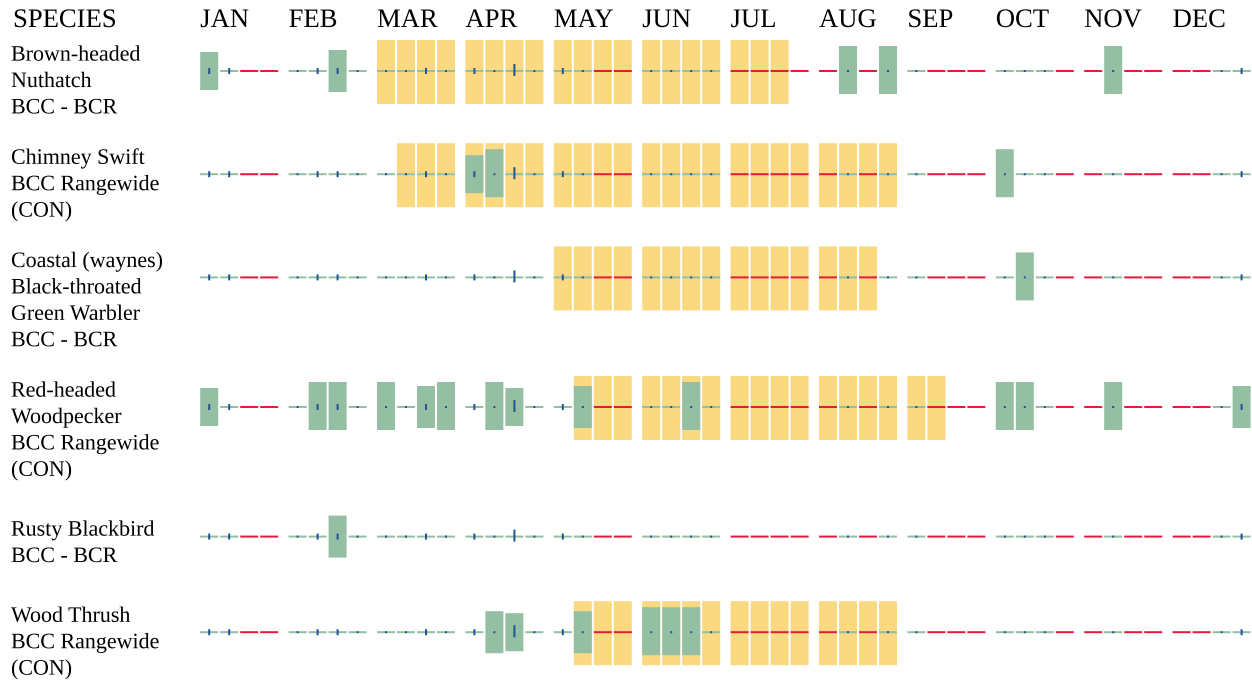 SPECIES JAN FEB MAR APR MAY JUN JUL AUG SEP OCT NOV DEC
Brown-headed
Nuthatch
BCC - BCR
Chimney Swift
BCC Rangewide
(CON)
Coastal (waynes)
Black-throated
Green Warbler
BCC - BCR
Red-headed
Woodpecker
BCC Rangewide
(CON)
Rusty Blackbird
BCC - BCR
Wood Thrush
BCC Rangewide
(CON)